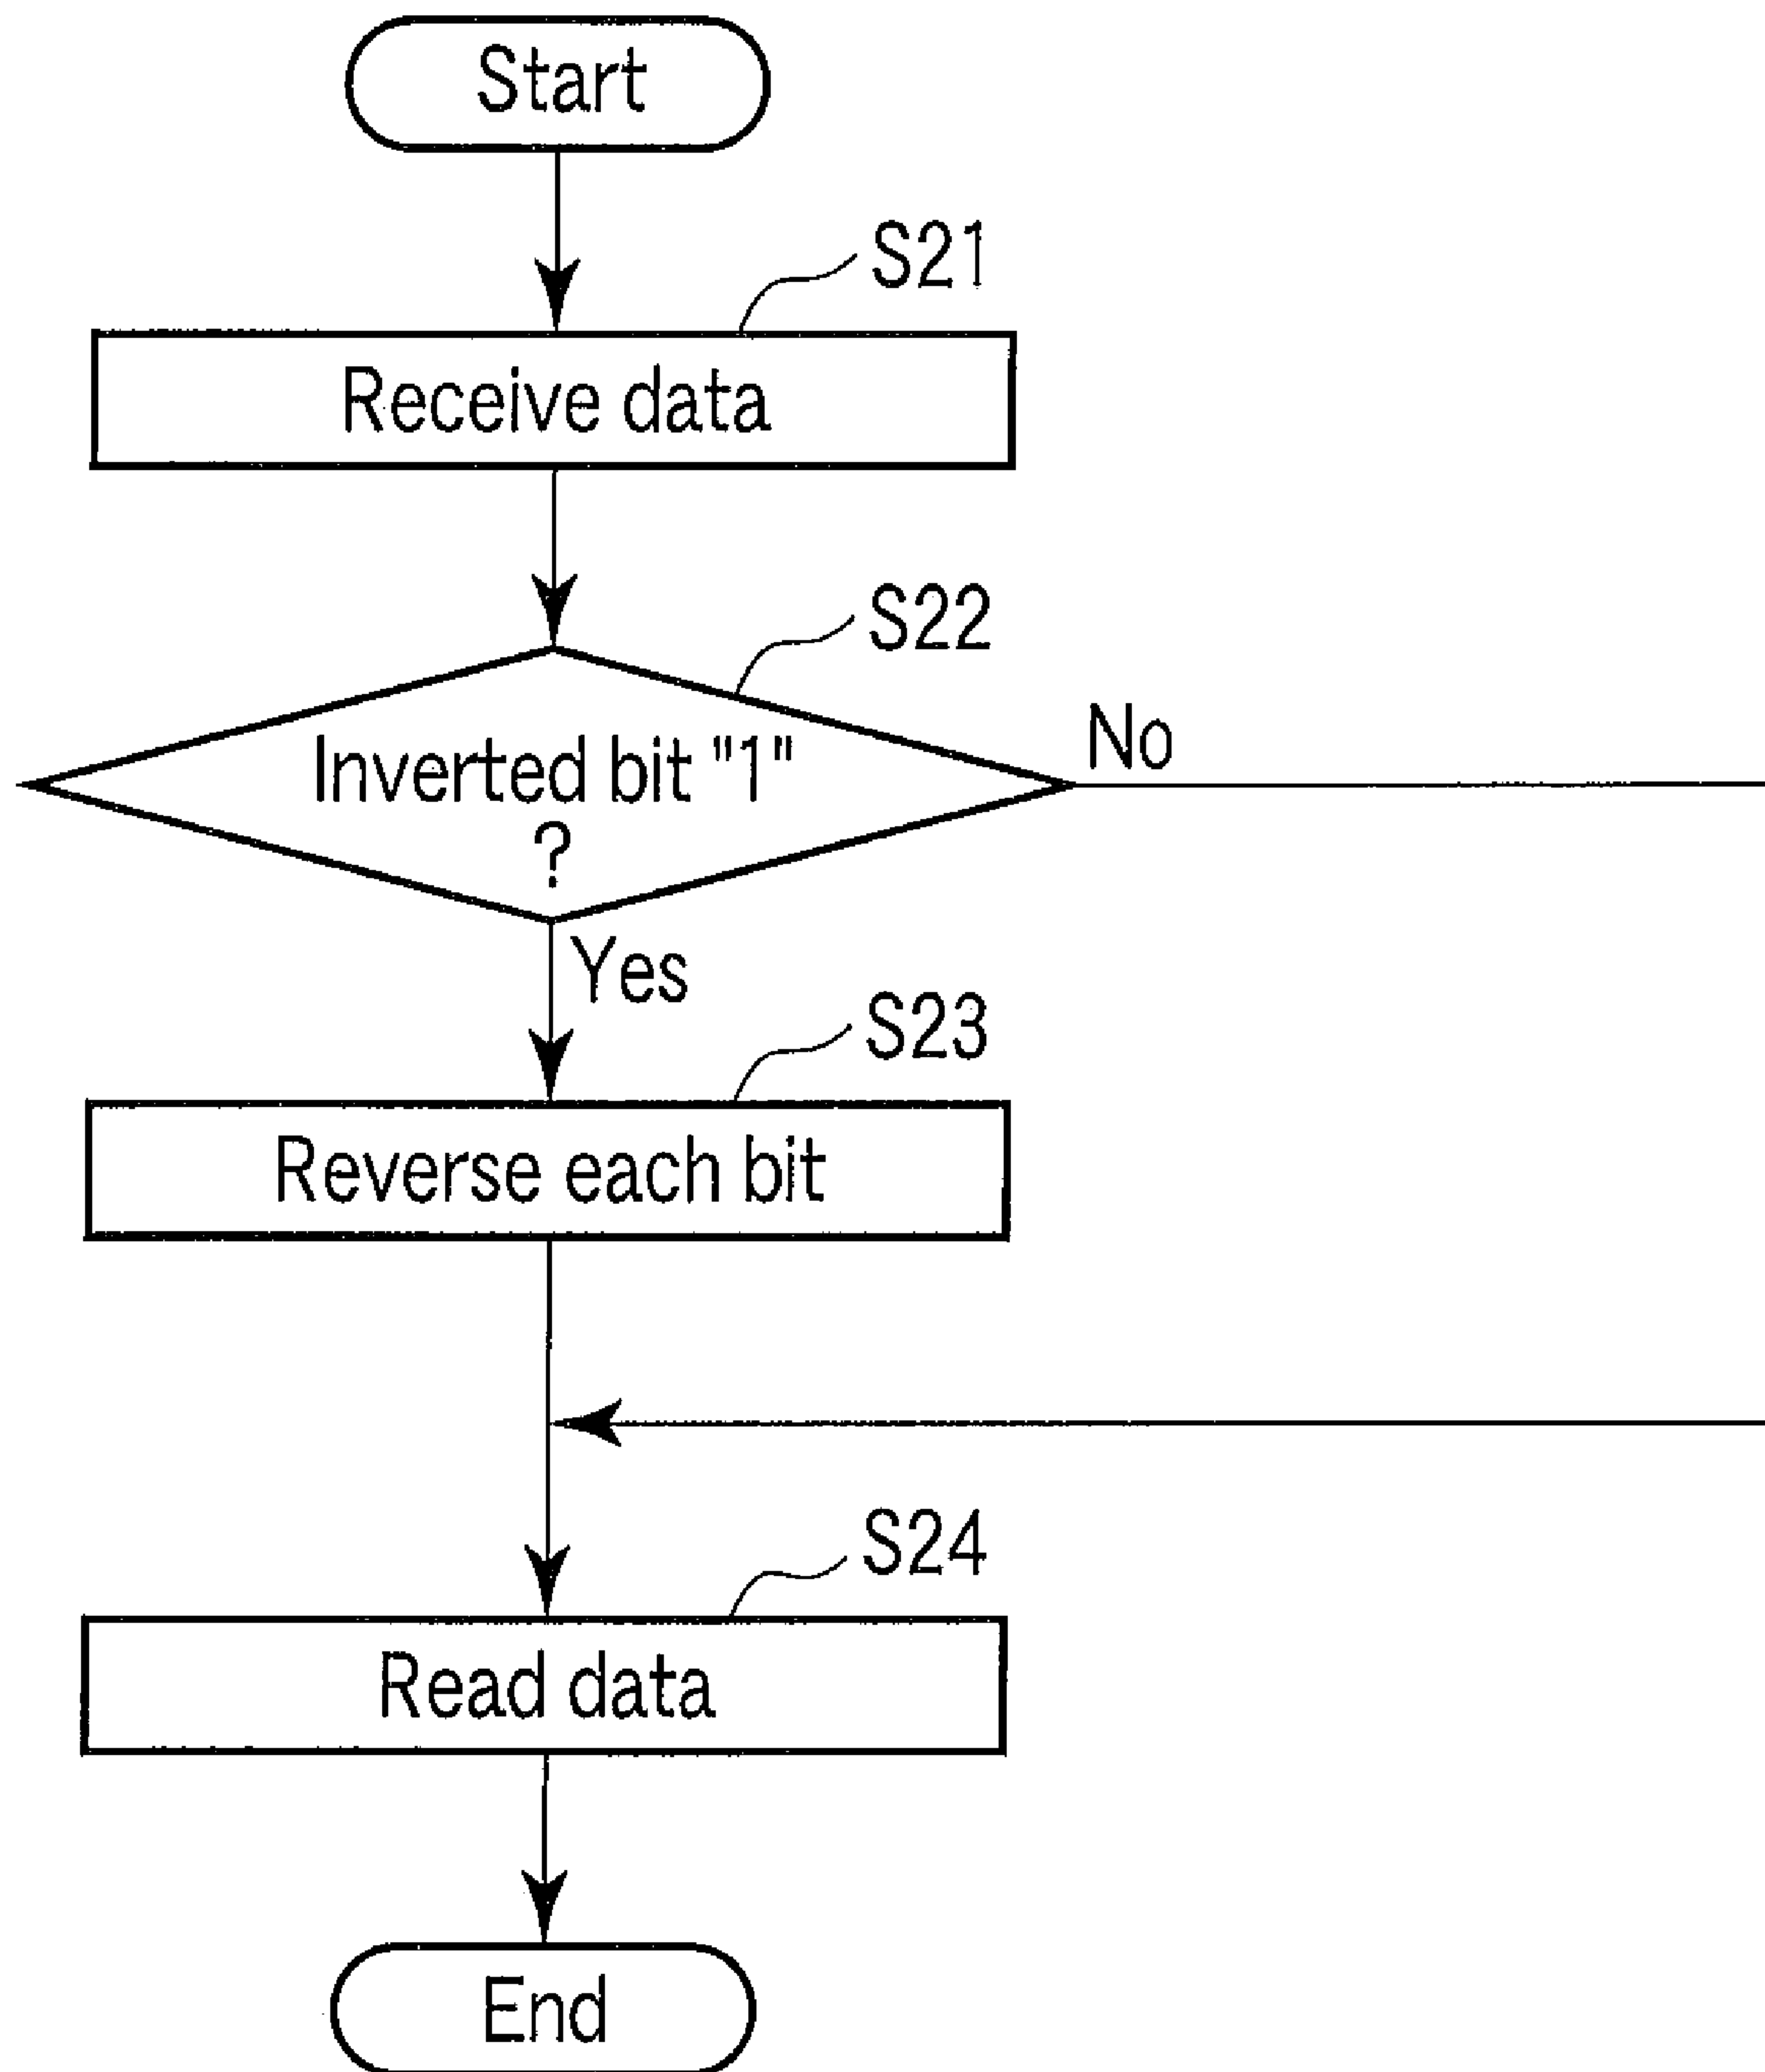 Start
S21
Receive data
S22
Inverted bit "1"
?
No
Yes
S23
Reverse each bit
S24
Read data
End